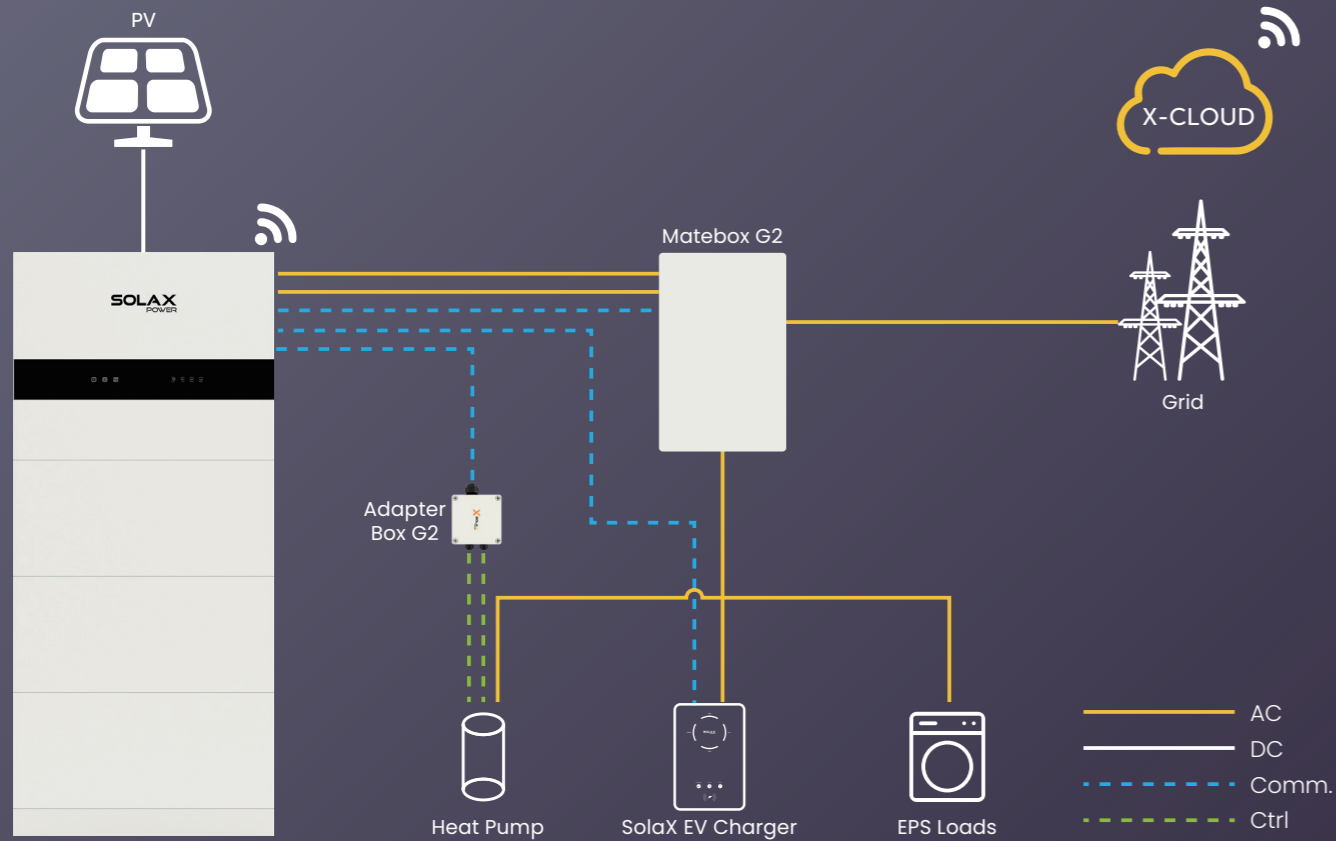 PV
X-CLOUD
SOLAX
POWER
Matebox G2
Grid
Adapter
Box G2
Heat Pump
SolaX EV Charger
EPS Loads
AC
DC
Comm.
Ctrl